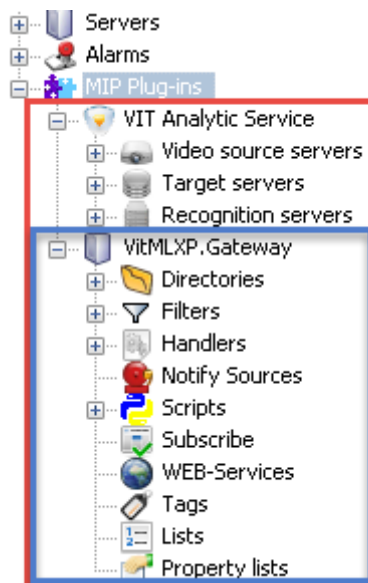 Servers
Alarms
MIP Plug-ins
VIT Analytic Service
Video source servers
Target servers
Recognition servers
VitMLXP.Gateway
Directories
Filters
Handlers
Notify Sources
Scripts
Subscribe
WEB-Services
Tags
Lists
Property lists